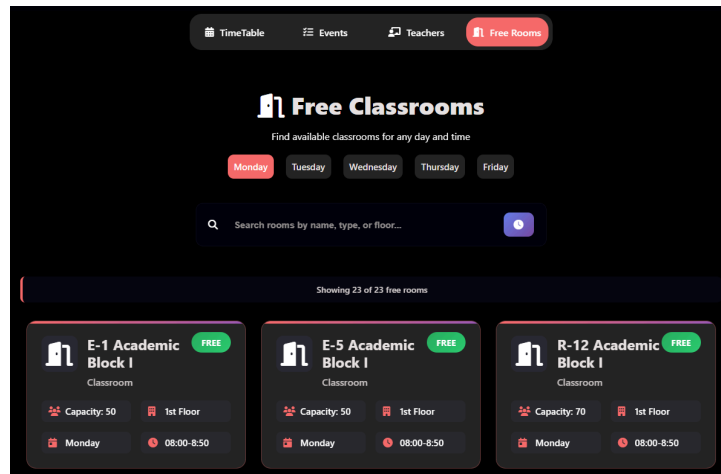 TimeTable Events Teachers Free Rooms
Free Classrooms
Find available classrooms for any day and time
Monday Tuesday Wednesday Thursday Friday
Search rooms by name, type, or floor...
Showing 23 of 23 free rooms
E-1 Academic Block I
FREE
Classroom
Capacity: 50 1st Floor
Monday 08:00-8:50
E-5 Academic Block I
FREE
Classroom
Capacity: 50 1st Floor
Monday 08:00-8:50
R-12 Academic Block I
FREE
Classroom
Capacity: 70 1st Floor
Monday 08:00-8:50